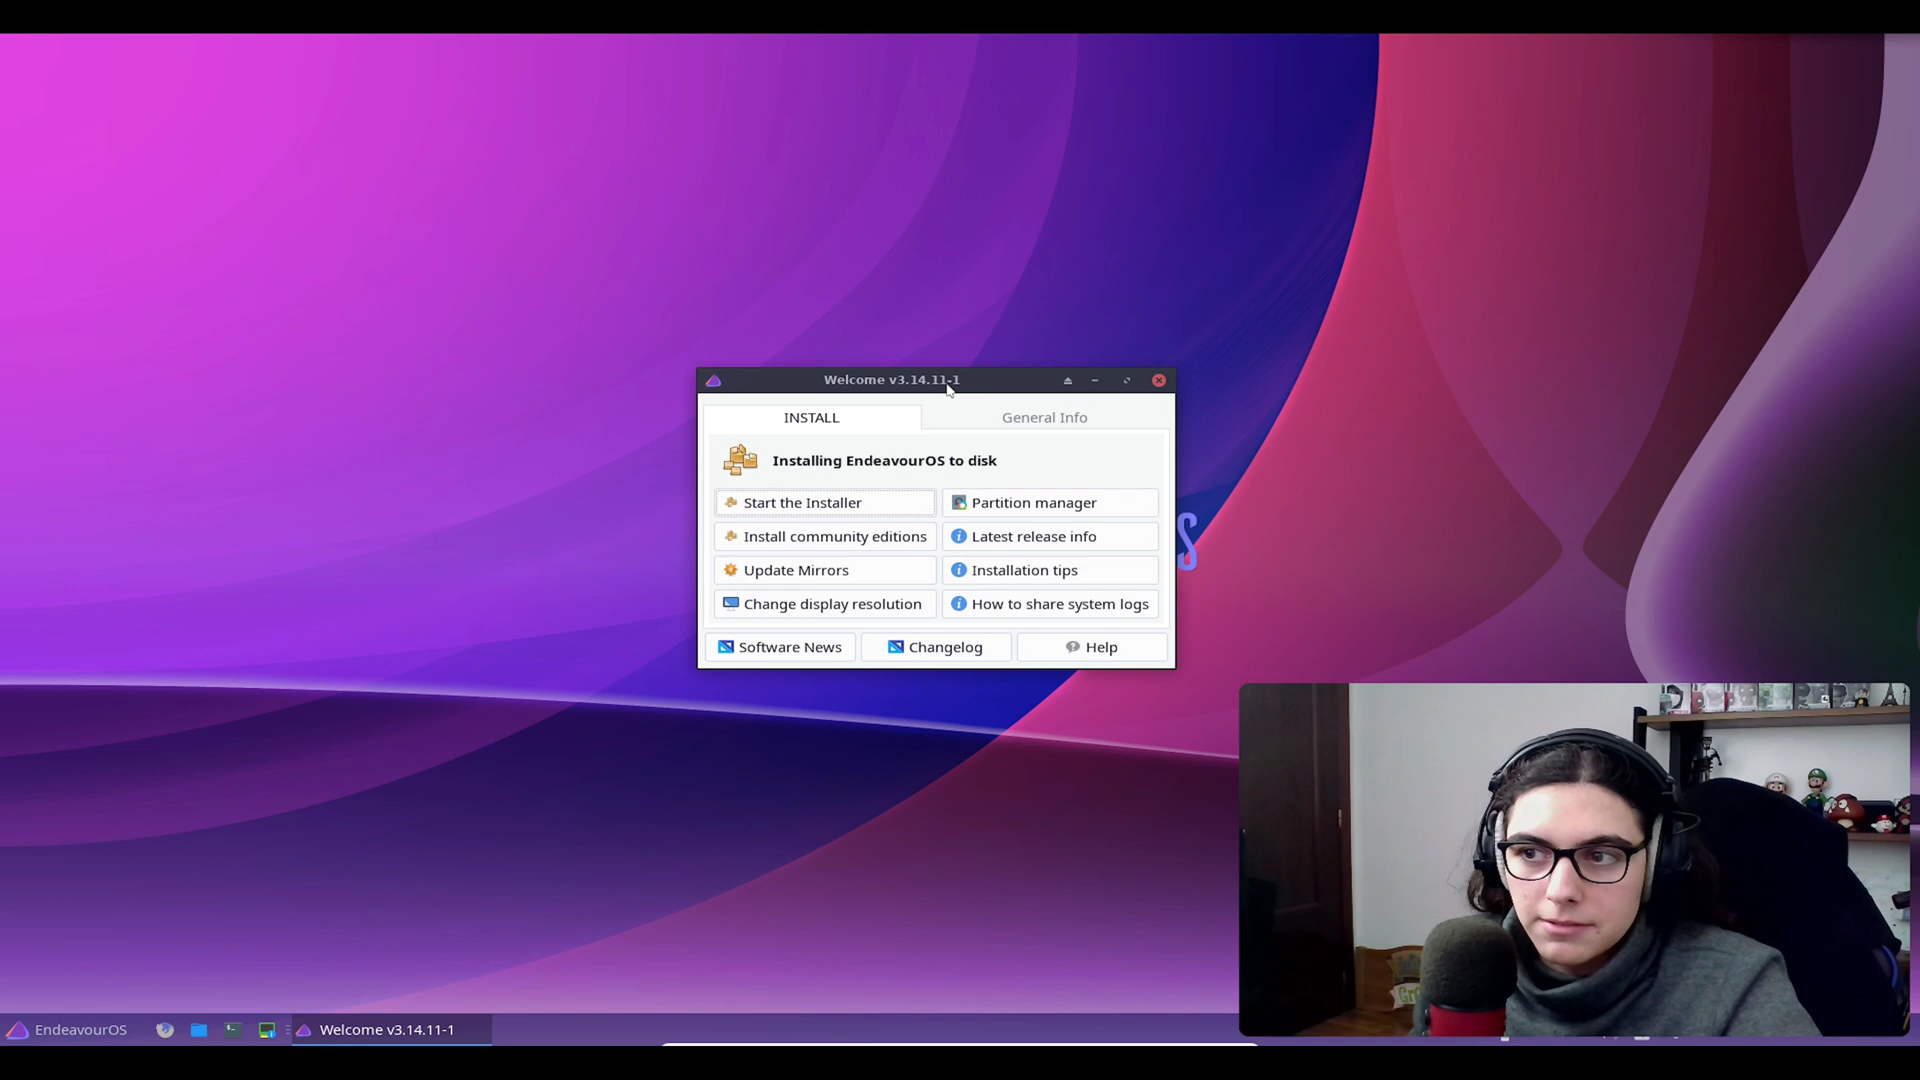 Welcome v3.14.11-1
INSTALL
General Info
Installing EndeavourOS to disk
Start the Installer
Partition manager
Install community editions
Latest release info
Update Mirrors
Installation tips
Change display resolution
How to share system logs
Software News
Changelog
Help
S
EndeavourOS
Welcome v3.14.11-1